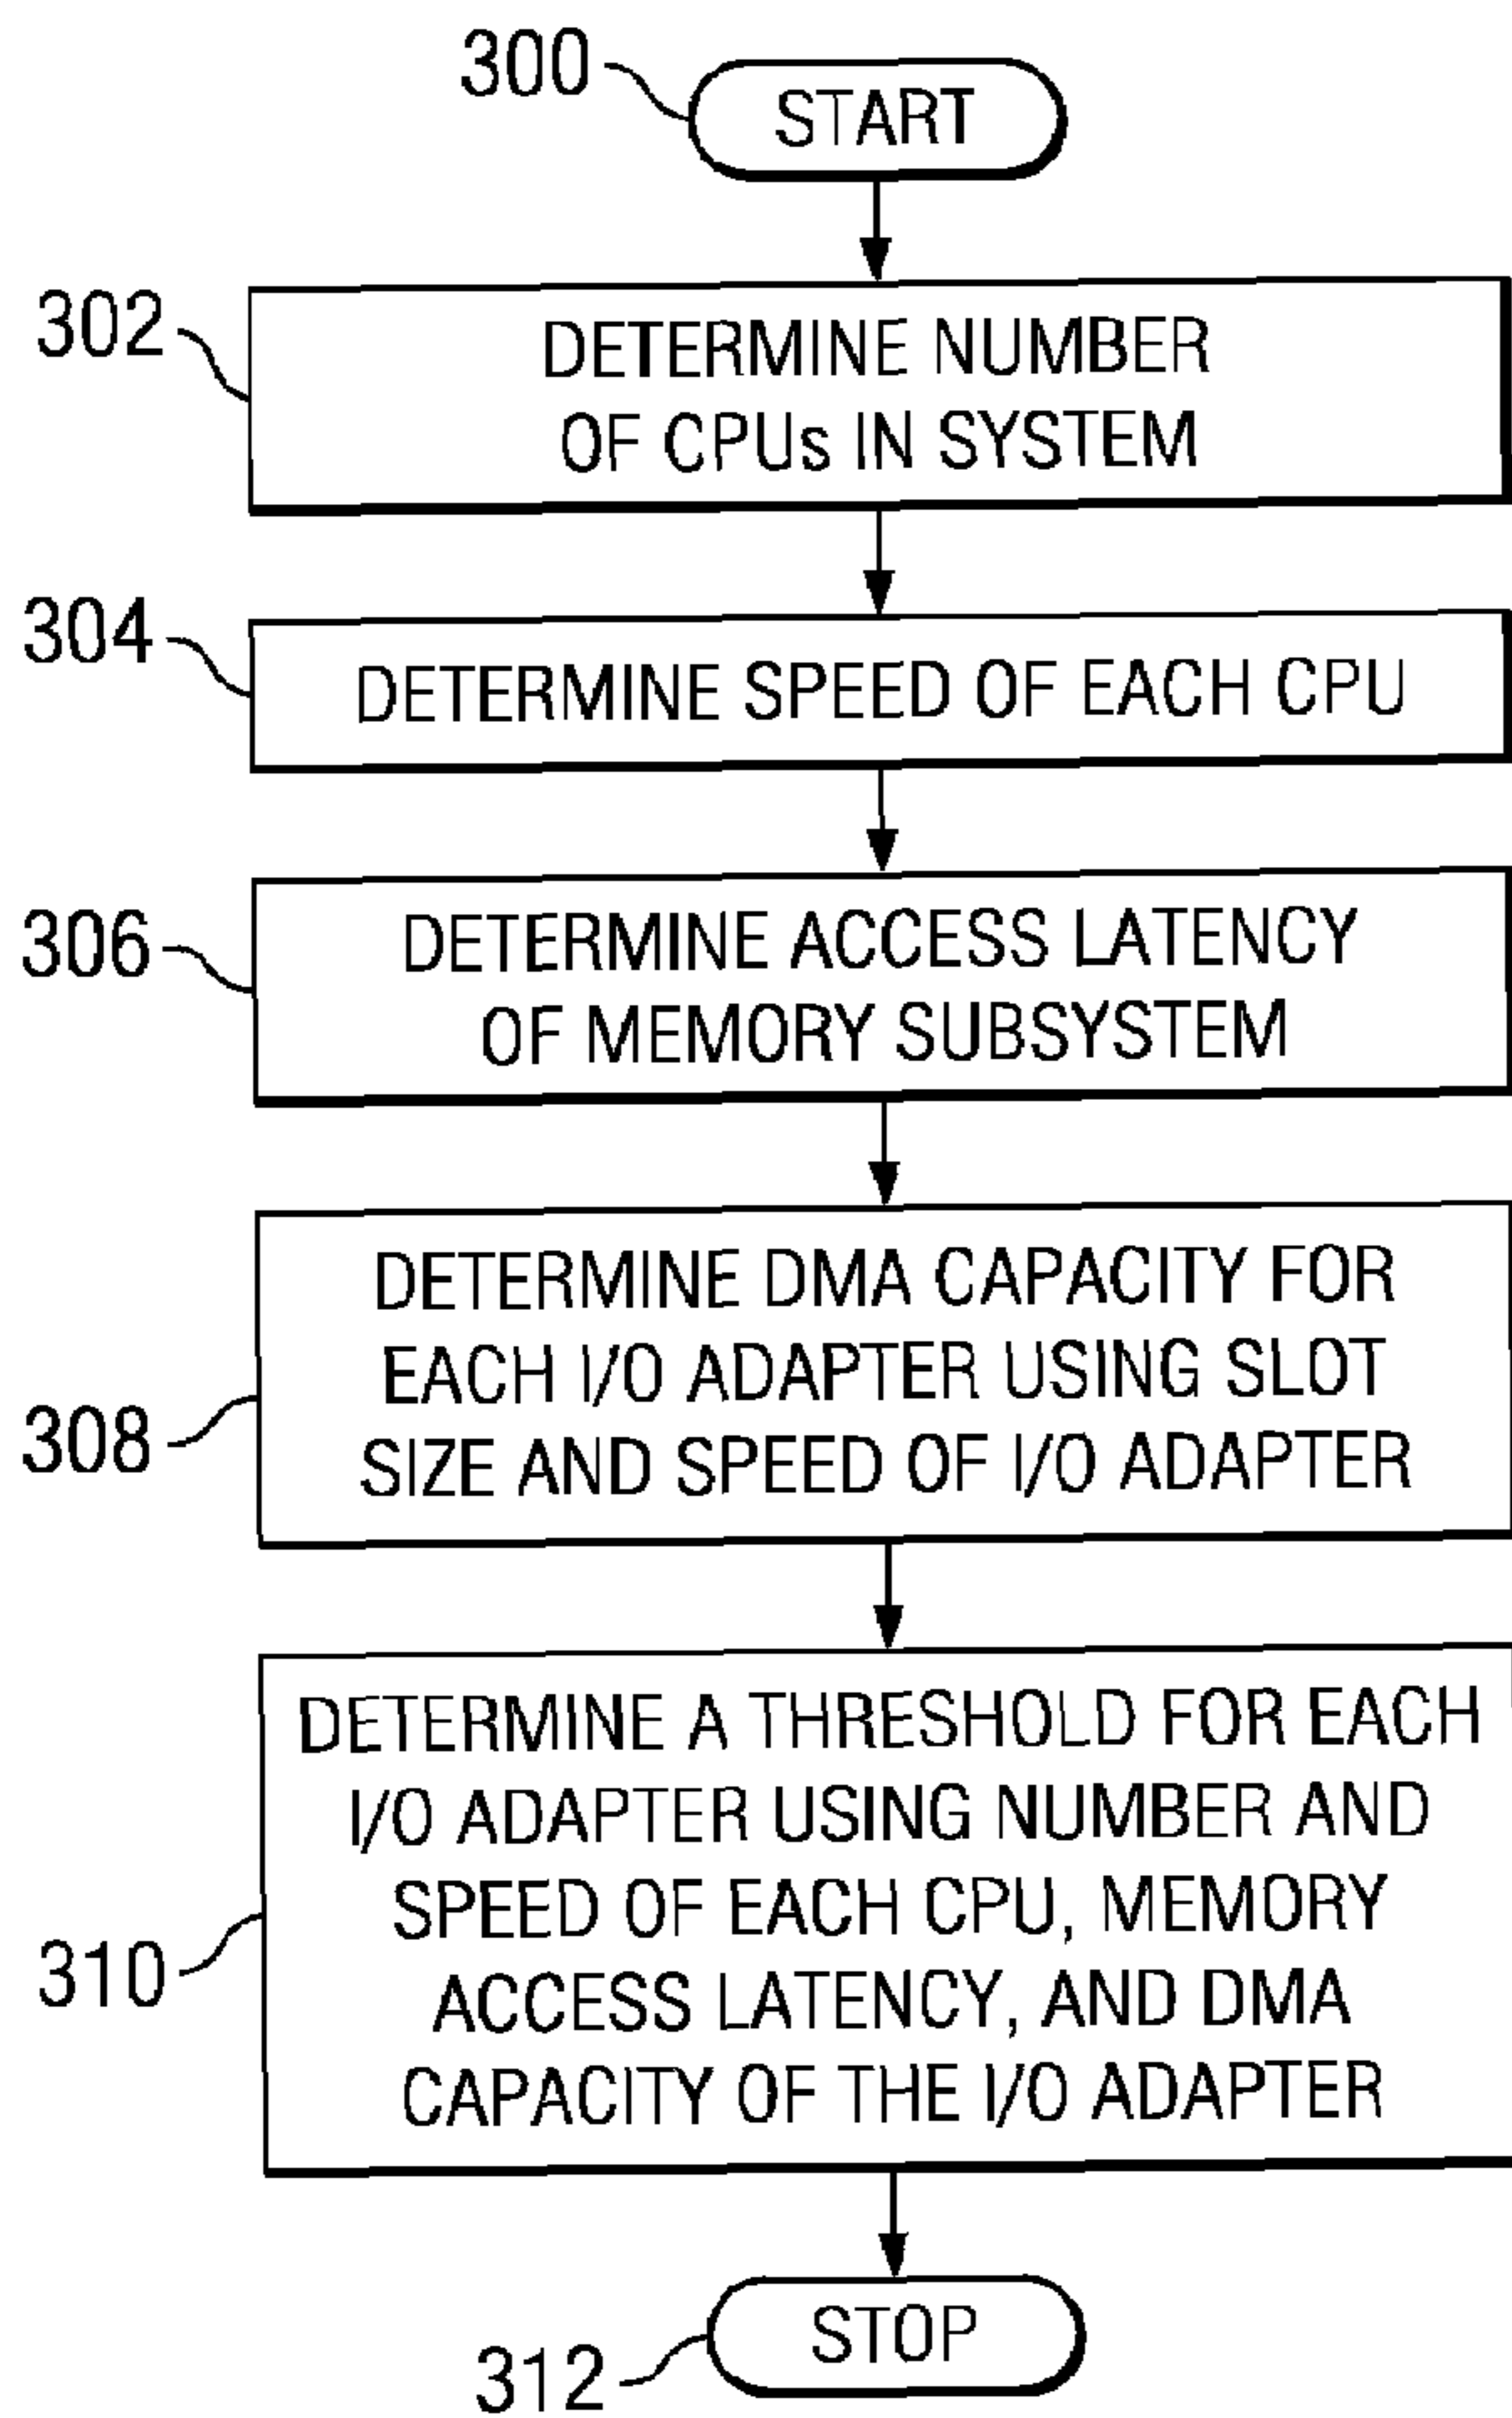 300
START
302
DETERMINE NUMBER
OF CPUs IN SYSTEM
304
DETERMINE SPEED OF EACH CPU
306
DETERMINE ACCESS LATENCY
OF MEMORY SUBSYSTEM
308
DETERMINE DMA CAPACITY FOR
EACH I/O ADAPTER USING SLOT
SIZE AND SPEED OF I/O ADAPTER
310
DETERMINE A THRESHOLD FOR EACH
I/O ADAPTER USING NUMBER AND
SPEED OF EACH CPU, MEMORY
ACCESS LATENCY, AND DMA
CAPACITY OF THE I/O ADAPTER
312
STOP